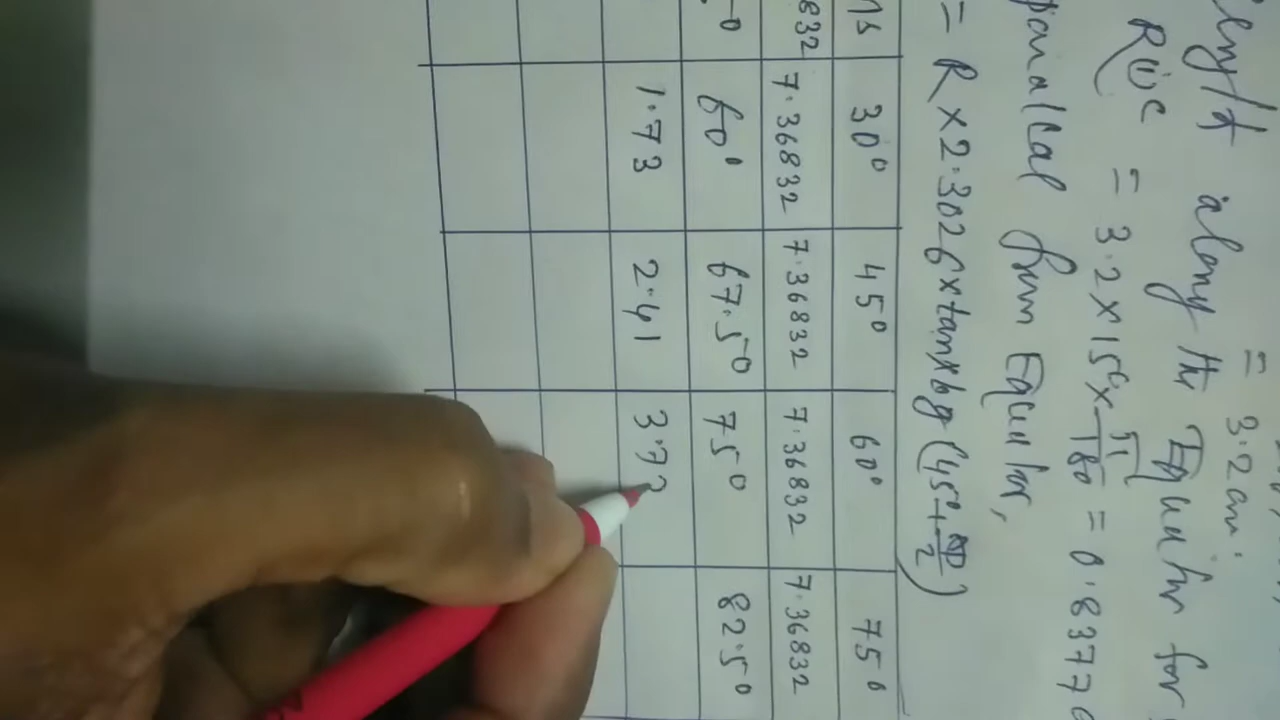 = 3.2 cm.
length along the Equator for
= 3.2 × 15° × π/180 = 0.8377
from Equator,
= R × 2.3026 × tan × log (45° + φ/2)
30° 45° 60° 75°
832 7.36832 7.36832 7.36832 7.36832
60° 67.5° 75° 82.5°
1.73 2.41 3.73